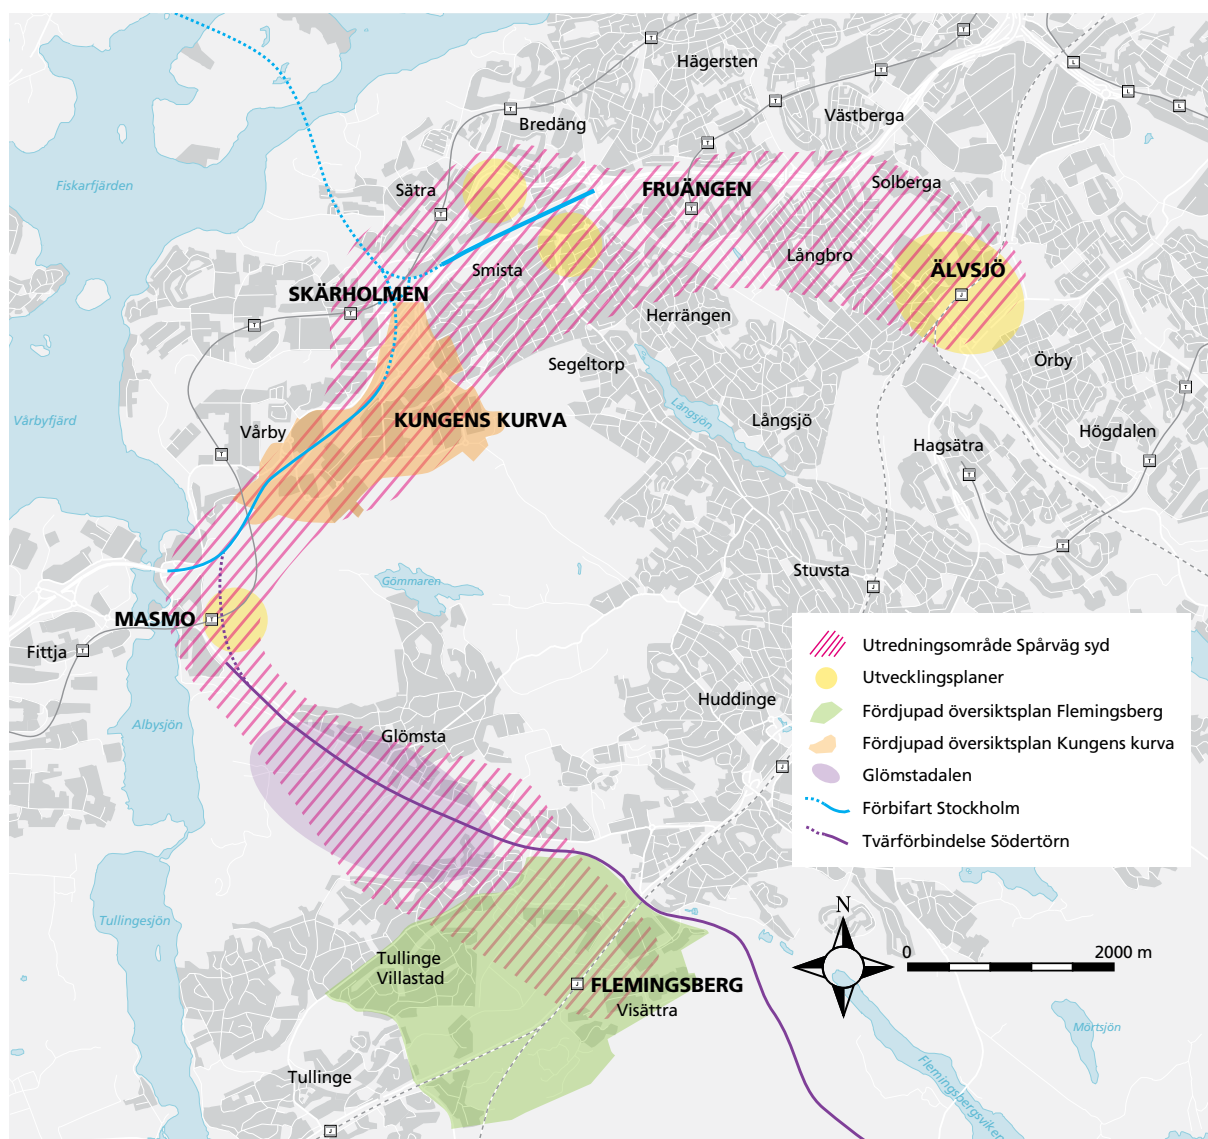 Hägersten
Västberga
Bredäng
Fiskarfjärden
Sätra
FRUÄNGEN
Solberga
Smista
Långbro
ÄLVSJÖ
SKÄRHOLMEN
Herrängen
Segeltorp
Örby
Vårbyfjärd
Vårby
KUNGENS KURVA
Långsjön
Långsjö
Hagsätra
Högdalen
Gömmaren
Stuvsta
MASMO
Fittja
Albysjön
Glömsta
Huddinge
Utredningsområde Spårväg syd
Utvecklingsplaner
Fördjupad översiktsplan Flemingsberg
Fördjupad översiktsplan Kungens kurva
Glömstadalen
Förbifart Stockholm
Tvärförbindelse Södertörn
Tullingesjön
N
0 2000 m
Tullinge
Villastad
FLEMINGSBERG
Visättra
Mörtsjön
Tullinge
Flemingsbergsviken
T
T
T
L
T
L
T
L
T
T
T
T
T
J
T
T
T
T
T
T
J
T
T
J
J
J